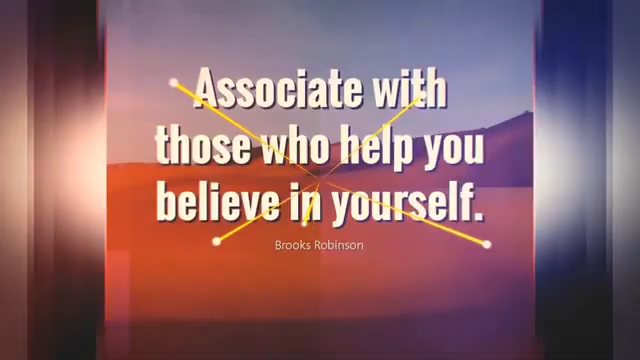 Associate with
those who help you
believe in yourself.
Brooks Robinson